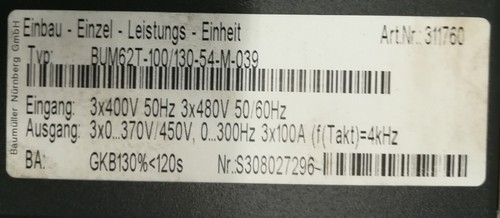 Einbau - Einzel - Leistungs - Einheit Art.Nr.: 311760
Typ: BUM62T-100/130-54-M-039
Eingang: 3x400V 50Hz 3x480V 50/60Hz
Ausgang: 3x0...370V/450V, 0...300Hz 3x100A (f(Takt)=4kHz
BA: GKB130%<120s Nr.:S308027296-
Baumüller Nürnberg GmbH